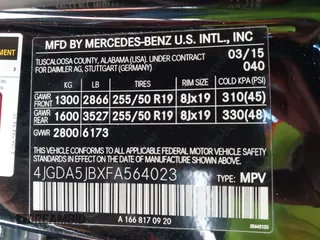 MFD BY MERCEDES-BENZ U.S. INTL., INC
TUSCALOOSA COUNTY, ALABAMA (USA) UNDER CONTRACT
FOR DAIMLER AG, STUTTGART (GERMANY)
03/15
040
TIRES RIM SIZE COLD KPA (PSI)
GAWR FRONT 1300 2866 255/50 R19 8Jx19 310(45)
GAWR REAR 1600 3527 255/50 R19 8Jx19 330(48)
GVWR 2800 6173
THIS VEHICLE CONFORMS TO ALL APPLICABLE
U.S. FEDERAL MOTOR VEHICLE SAFETY
STANDARDS IN EFFECT ON THE DATE OF
MANUFACTURE SHOWN ABOVE.
4JGDA5JBXFA564023
TYPE: MPV
A 166 817 09 20